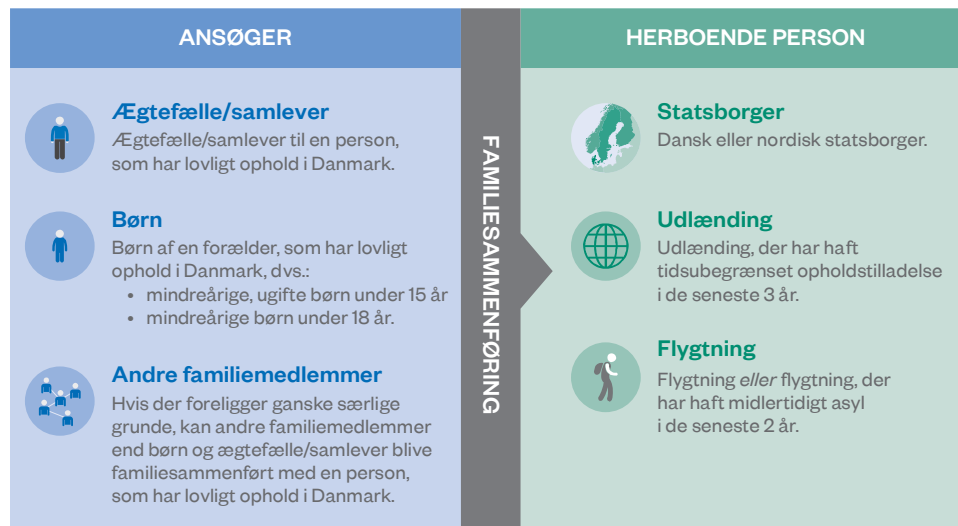 ANSØGER
Ægtefælle/samlever
Ægtefælle/samlever til en person,
som har lovligt ophold i Danmark.
Børn
Børn af en forælder, som har lovligt
ophold i Danmark, dvs.:
• mindreårige, ugifte børn under 15 år
• mindreårige børn under 18 år.
Andre familiemedlemmer
Hvis der foreligger ganske særlige
grunde, kan andre familiemedlemmer
end børn og ægtefælle/samlever blive
familiesammenført med en person,
som har lovligt ophold i Danmark.
FAMILIESAMMENFØRING
HERBOENDE PERSON
Statsborger
Dansk eller nordisk statsborger.
Udlænding
Udlænding, der har haft
tidsubegrænset opholdstilladelse
i de seneste 3 år.
Flygtning
Flygtning eller flygtning, der
har haft midlertidigt asyl
i de seneste 2 år.